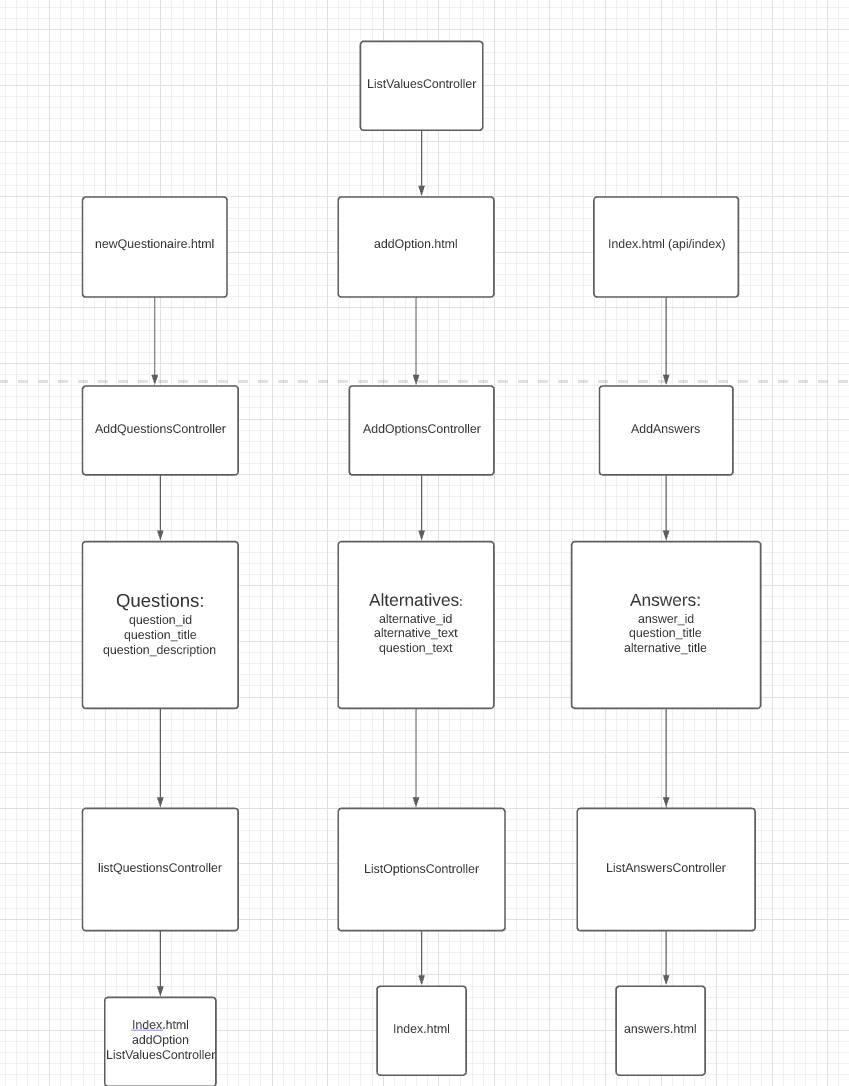 ListValuesController
newQuestionaire.html
addOption.html
Index.html (api/index)
AddQuestionsController
AddOptionsController
AddAnswers
Questions:
question_id
question_title
question_description
Alternatives:
alternative_id
alternative_text
question_text
Answers:
answer_id
question_title
alternative_title
listQuestionsController
ListOptionsController
ListAnswersController
Index.html
addOption
ListValuesController
Index.html
answers.html